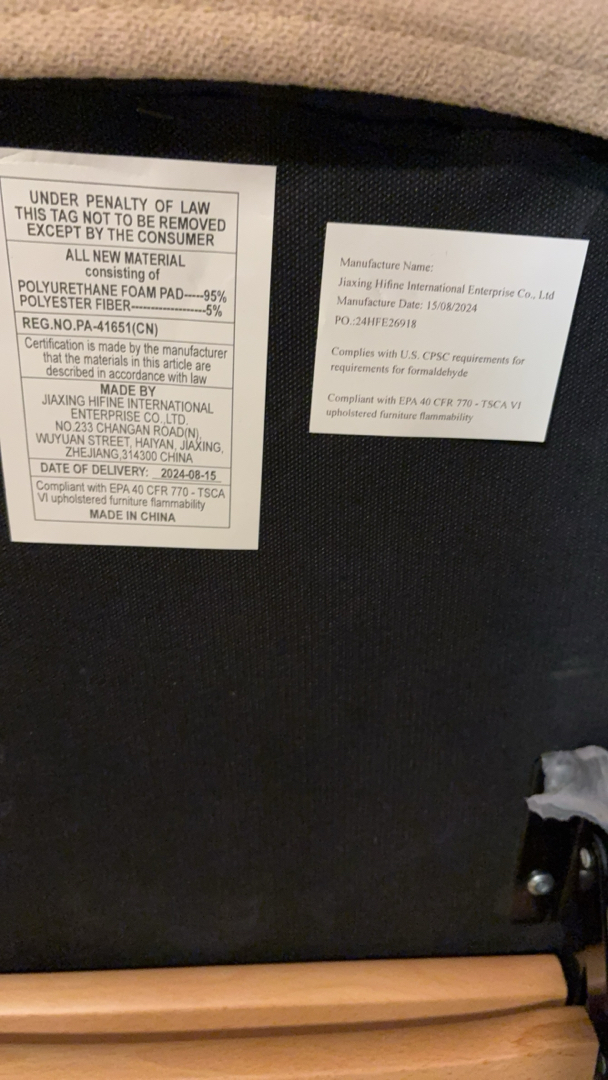 UNDER PENALTY OF LAW
THIS TAG NOT TO BE REMOVED
EXCEPT BY THE CONSUMER
ALL NEW MATERIAL
consisting of
POLYURETHANE FOAM PAD-----95%
POLYESTER FIBER-------------------5%
REG.NO.PA-41651(CN)
Certification is made by the manufacturer
that the materials in this article are
described in accordance with law
MADE BY
JIAXING HIFINE INTERNATIONAL
ENTERPRISE CO.,LTD.
NO.233 CHANGAN ROAD(N),
WUYUAN STREET, HAIYAN, JIAXING,
ZHEJIANG,314300 CHINA
DATE OF DELIVERY: 2024-08-15
Compliant with EPA 40 CFR 770 - TSCA
VI upholstered furniture flammability
MADE IN CHINA
Manufacture Name:
Jiaxing Hifine International Enterprise Co., Ltd
Manufacture Date: 15/08/2024
PO.:24HFE26918
Complies with U.S. CPSC requirements for
requirements for formaldehyde
Compliant with EPA 40 CFR 770 - TSCA VI
upholstered furniture flammability